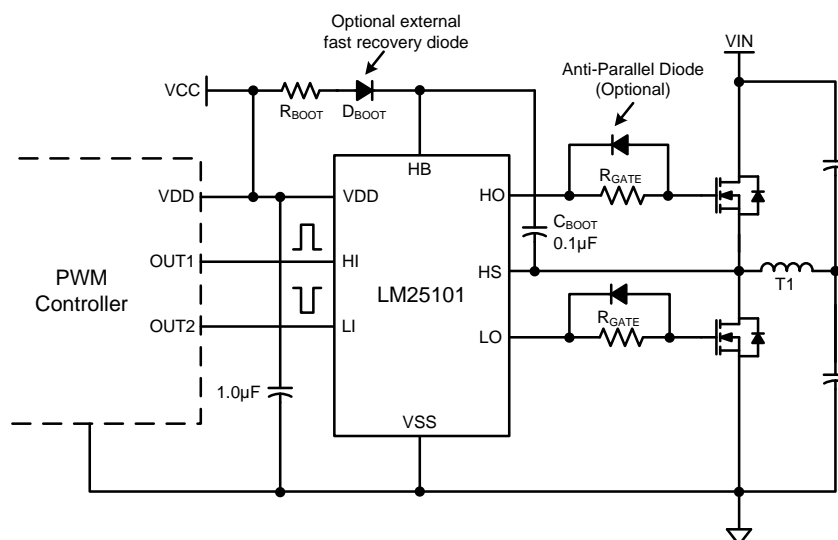 Optional external
fast recovery diode
VIN
Anti-Parallel Diode
(Optional)
VCC
RBOOT
DBOOT
HB
VDD
VDD
HO
RGATE
CBOOT
0.1µF
OUT1
HI
HS
PWM
Controller
LM25101
T1
OUT2
LI
LO
RGATE
1.0µF
VSS